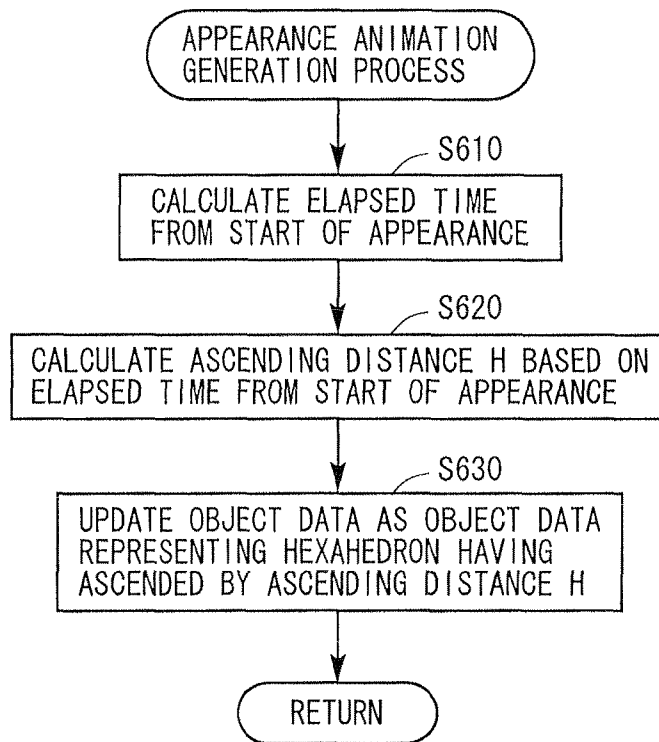 APPEARANCE ANIMATION
GENERATION PROCESS
S610
CALCULATE ELAPSED TIME
FROM START OF APPEARANCE
S620
CALCULATE ASCENDING DISTANCE H BASED ON
ELAPSED TIME FROM START OF APPEARANCE
S630
UPDATE OBJECT DATA AS OBJECT DATA
REPRESENTING HEXAHEDRON HAVING
ASCENDED BY ASCENDING DISTANCE H
RETURN